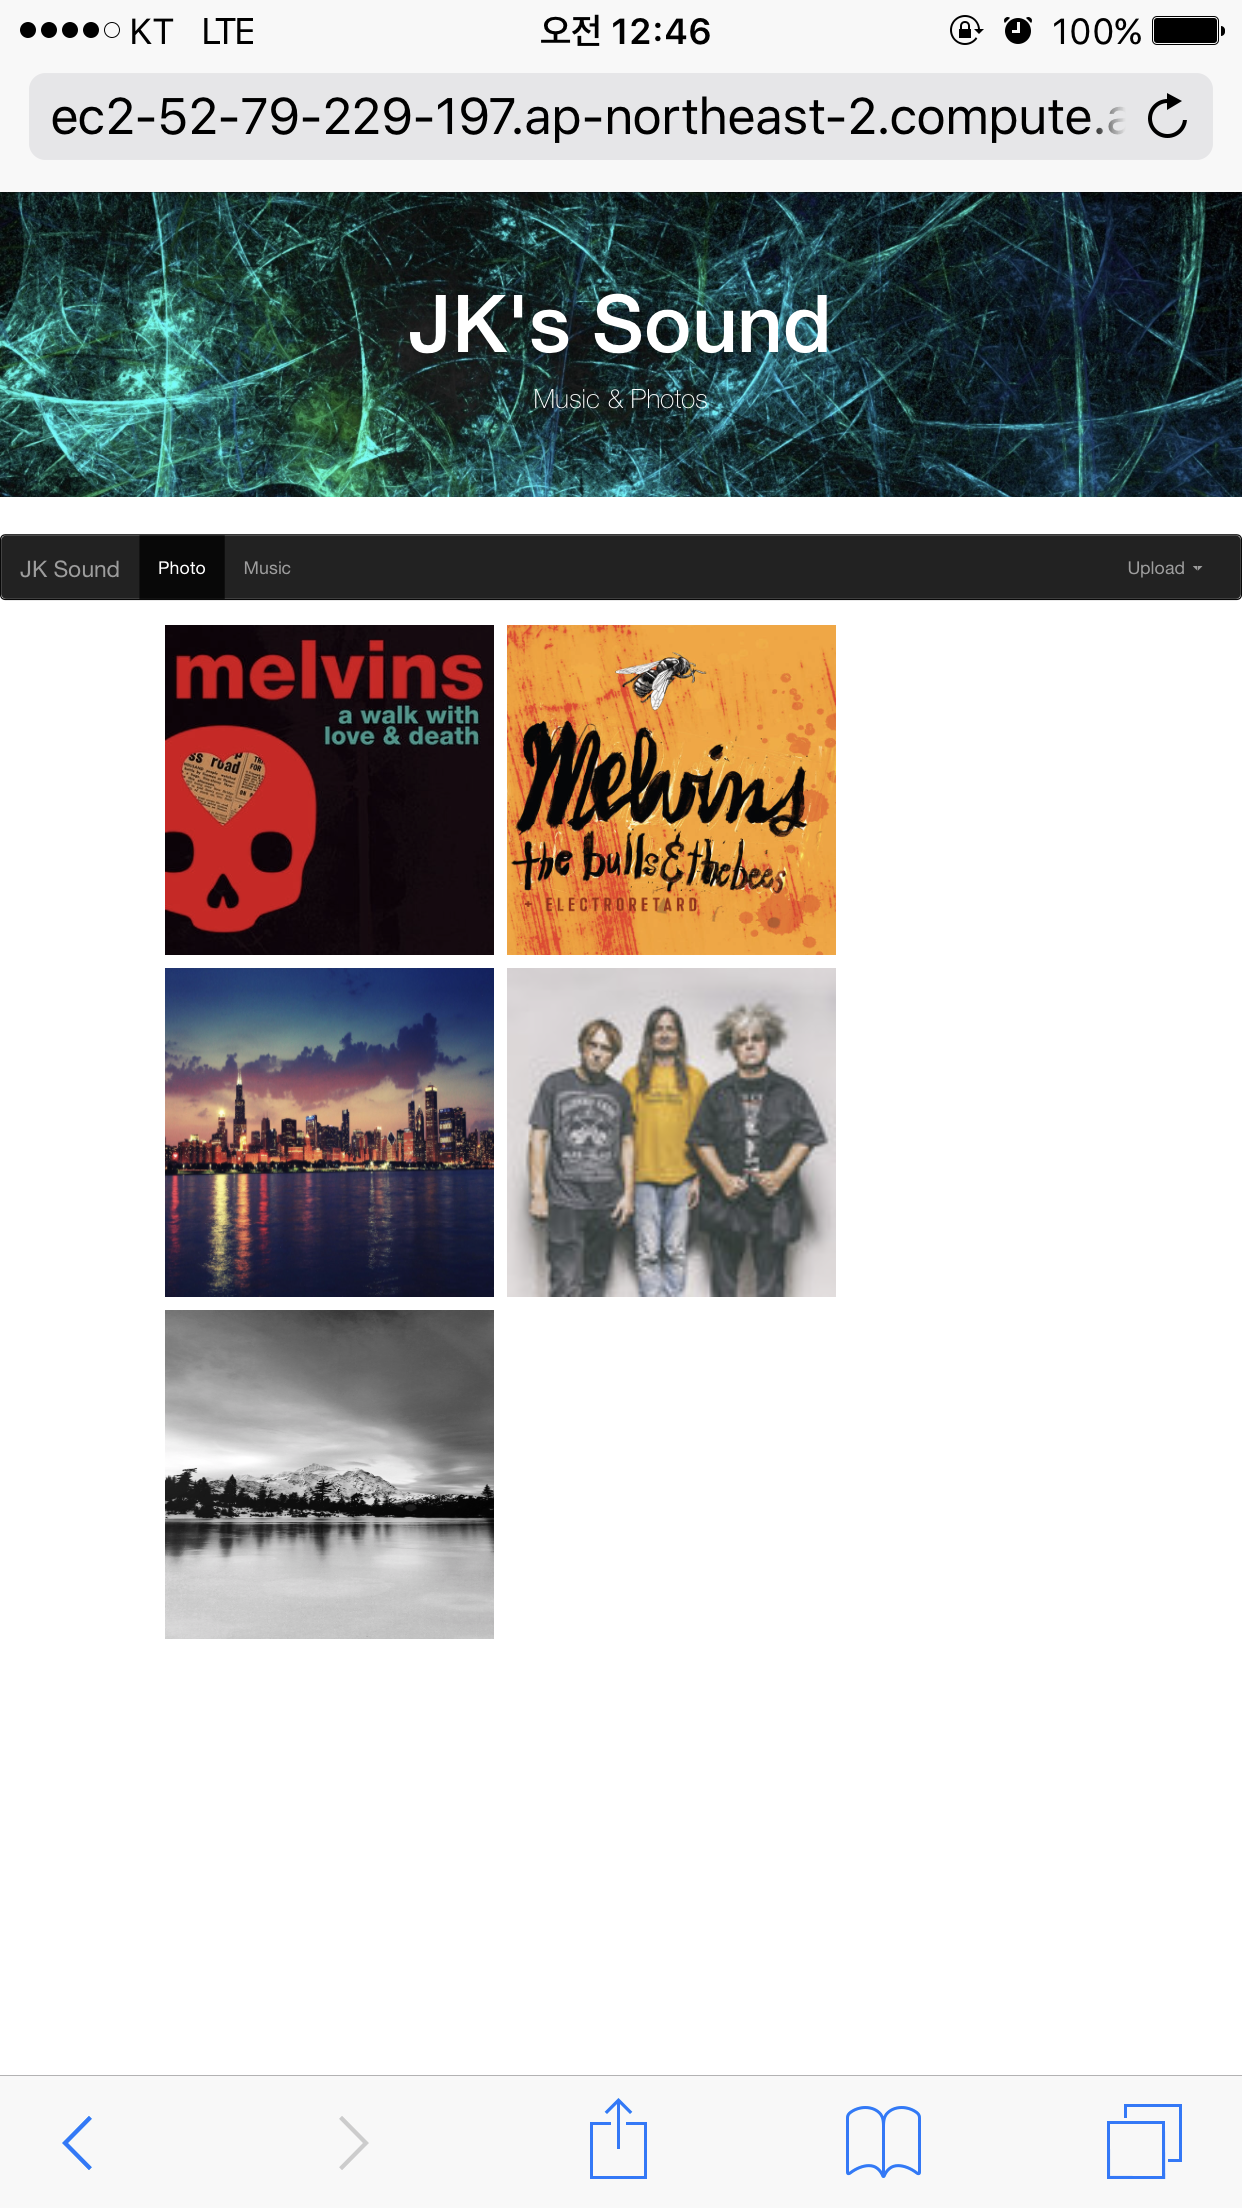 KT LTE 오전 12:46 100%
ec2-52-79-229-197.ap-northeast-2.compute.a
JK's Sound
Music & Photos
JK Sound Photo Music Upload
melvins
a walk with
love & death
ss road
Melvins
the bulls & the bees
+ ELECTRORETARD